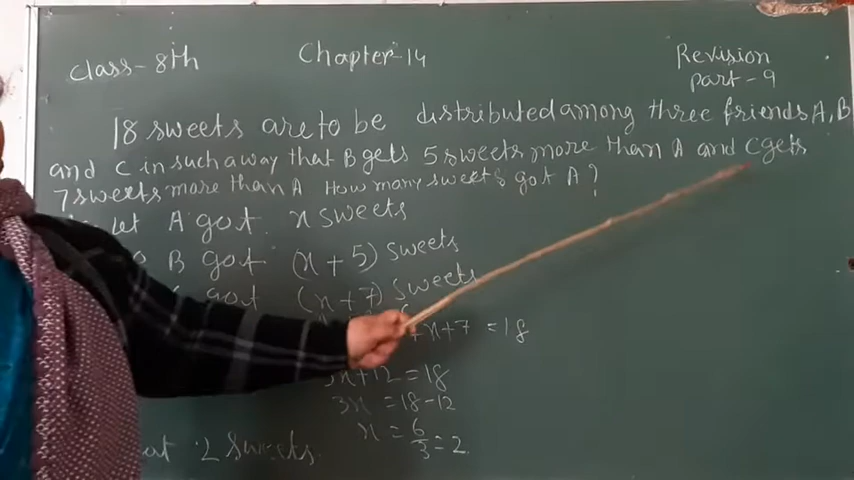 class-8th Chapter-14 Revision
Part-9
18 sweets are to be distributed among three friends A, B
and C in such a way that B gets 5 sweets more than A and C gets
7 sweets more than A How many sweets got A?
Let A got x sweets
B got (x+5) sweets
got (x+7) sweets
+x+7 =18
3x+12 =18
3x =18-12
x = 6/3 =2
2 sweets.